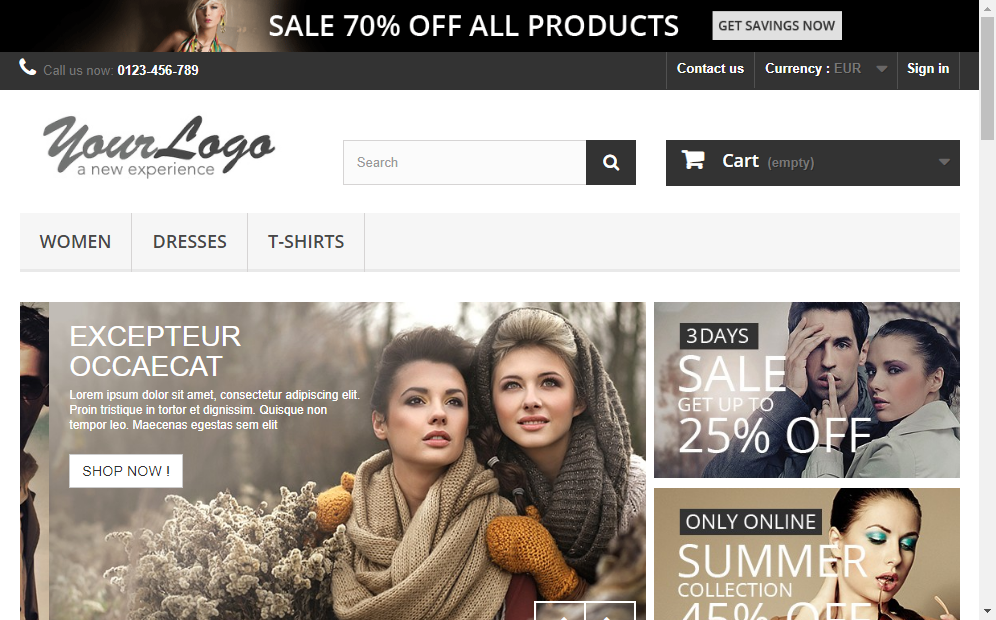 SALE 70% OFF ALL PRODUCTS GET SAVINGS NOW
Call us now: 0123-456-789 Contact us Currency : EUR Sign in
YourLogo
a new experience
Search
Cart (empty)
WOMEN DRESSES T-SHIRTS
EXCEPTEUR
OCCAECAT
Lorem ipsum dolor sit amet, consectetur adipiscing elit.
Proin tristique in tortor et dignissim. Quisque non
tempor leo. Maecenas egestas sem elit
SHOP NOW !
3 DAYS
SALE
GET UP TO
25% OFF
ONLY ONLINE
SUMMER
COLLECTION
45% OFF